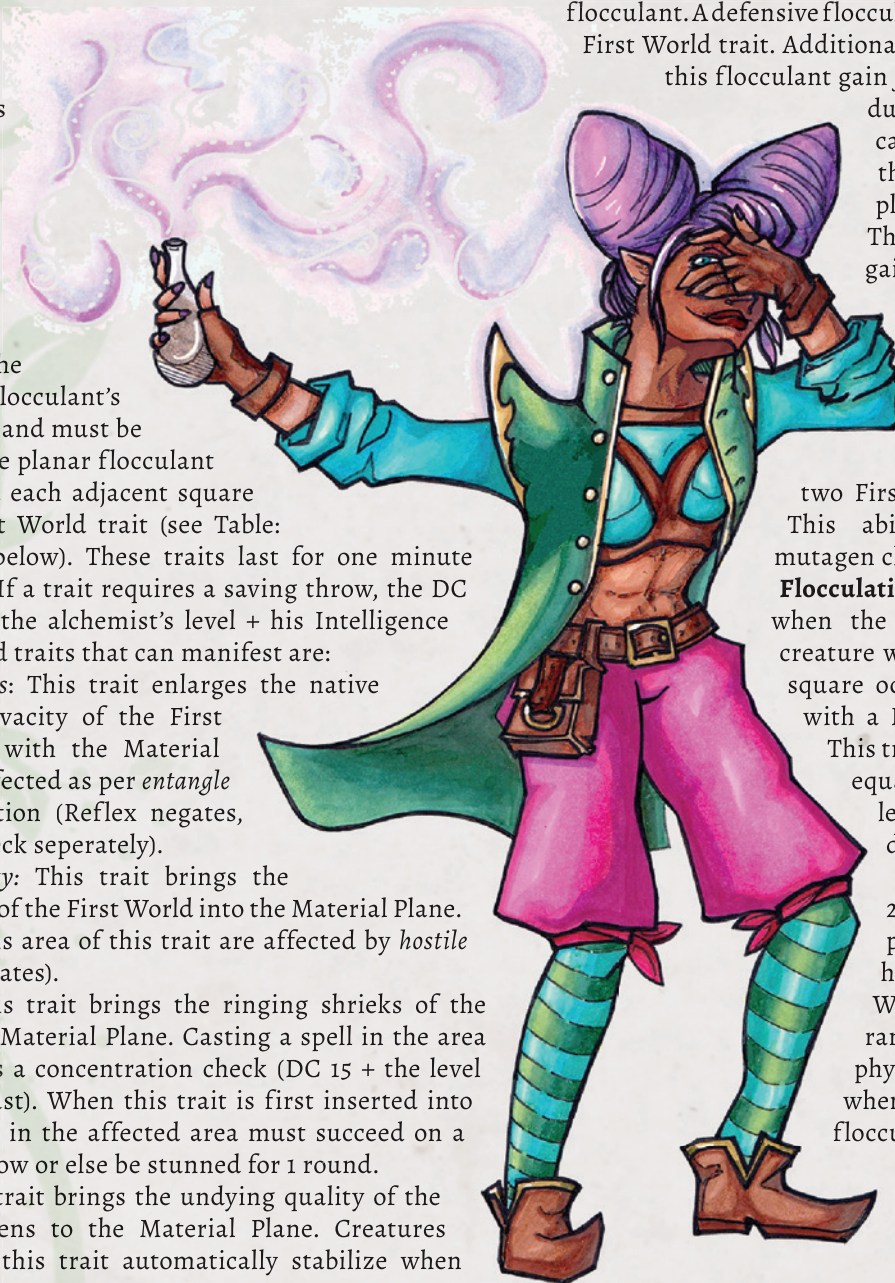 s
he
locculant’s
and must be
e planar flocculant
each adjacent square
t World trait (see Table:
below). These traits last for one minute
If a trait requires a saving throw, the DC
the alchemist’s level + his Intelligence
d traits that can manifest are:
s: This trait enlarges the native
vacity of the First
with the Material
fected as per entangle
tion (Reflex negates,
ck seperately).
y: This trait brings the
of the First World into the Material Plane.
s area of this trait are affected by hostile
ates).
s trait brings the ringing shrieks of the
Material Plane. Casting a spell in the area
s a concentration check (DC 15 + the level
ast). When this trait is first inserted into
in the affected area must succeed on a
ow or else be stunned for 1 round.
trait brings the undying quality of the
ens to the Material Plane. Creatures
this trait automatically stabilize when
flocculant. A defensive floccu
First World trait. Additiona
this flocculant gain
du
ca
th
pl
Th
gai
two Firs
This abi
mutagen cl
Flocculati
when the
creature w
square oc
with a
This tr
equa
le
d
2
p
h
W
ran
phy
when
floccu